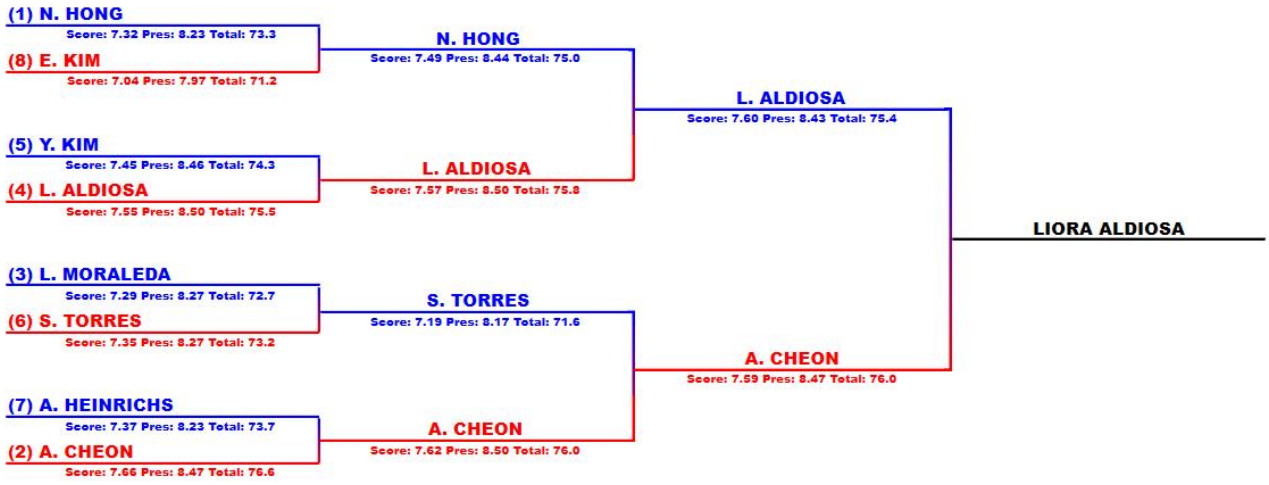 (1) N. HONG
Score: 7.32 Pres: 8.23 Total: 73.3
(8) E. KIM
Score: 7.04 Pres: 7.97 Total: 71.2
(5) Y. KIM
Score: 7.45 Pres: 8.46 Total: 74.3
(4) L. ALDIOSA
Score: 7.55 Pres: 8.50 Total: 75.5
(3) L. MORALEDA
Score: 7.29 Pres: 8.27 Total: 72.7
(6) S. TORRES
Score: 7.35 Pres: 8.27 Total: 73.2
(7) A. HEINRICHS
Score: 7.37 Pres: 8.23 Total: 73.7
(2) A. CHEON
Score: 7.66 Pres: 8.47 Total: 76.6
N. HONG
Score: 7.49 Pres: 8.44 Total: 75.0
L. ALDIOSA
Score: 7.57 Pres: 8.50 Total: 75.8
S. TORRES
Score: 7.19 Pres: 8.17 Total: 71.6
A. CHEON
Score: 7.62 Pres: 8.50 Total: 76.0
L. ALDIOSA
Score: 7.60 Pres: 8.43 Total: 75.4
A. CHEON
Score: 7.59 Pres: 8.47 Total: 76.0
LIORA ALDIOSA